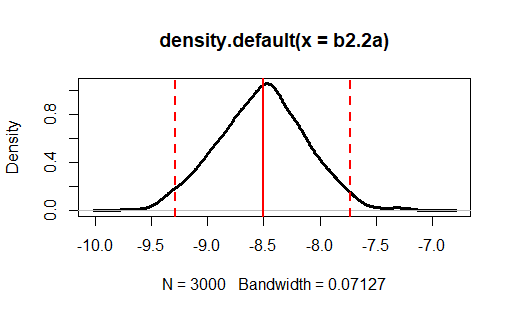 density.default(x = b2.2a)
Density
0.0 0.4 0.8
-10.0 -9.5 -9.0 -8.5 -8.0 -7.5 -7.0
N = 3000 Bandwidth = 0.07127